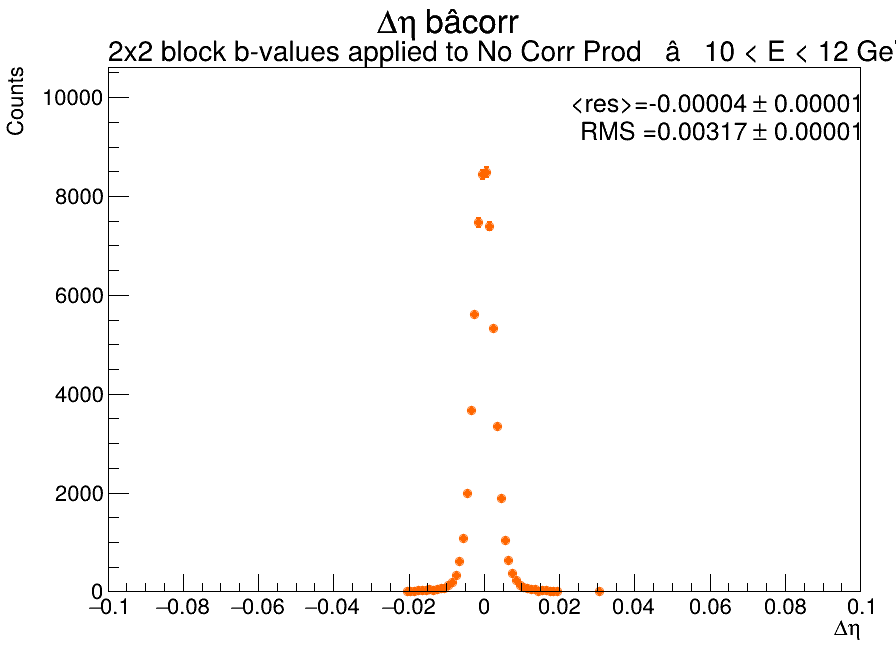 Δη bâcorr
2x2 block b-values applied to No Corr Prod â 10 < E < 12 GeV
Counts
<res>=-0.00004 ± 0.00001
RMS =0.00317 ± 0.00001
10000
8000
6000
4000
2000
0
−0.1 −0.08 −0.06 −0.04 −0.02 0 0.02 0.04 0.06 0.08 0.1
Δη